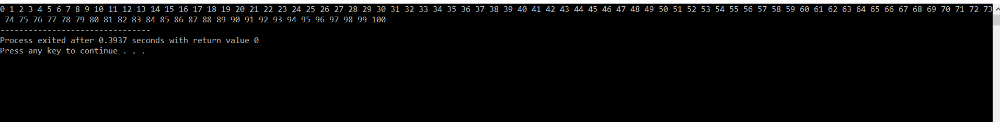 0 1 2 3 4 5 6 7 8 9 10 11 12 13 14 15 16 17 18 19 20 21 22 23 24 25 26 27 28 29 30 31 32 33 34 35 36 37 38 39 40 41 42 43 44 45 46 47 48 49 50 51 52 53 54 55 56 57 58 59 60 61 62 63 64 65 66 67 68 69 70 71 72 73
 74 75 76 77 78 79 80 81 82 83 84 85 86 87 88 89 90 91 92 93 94 95 96 97 98 99 100
--------------------------------
Process exited after 0.3937 seconds with return value 0
Press any key to continue . . .